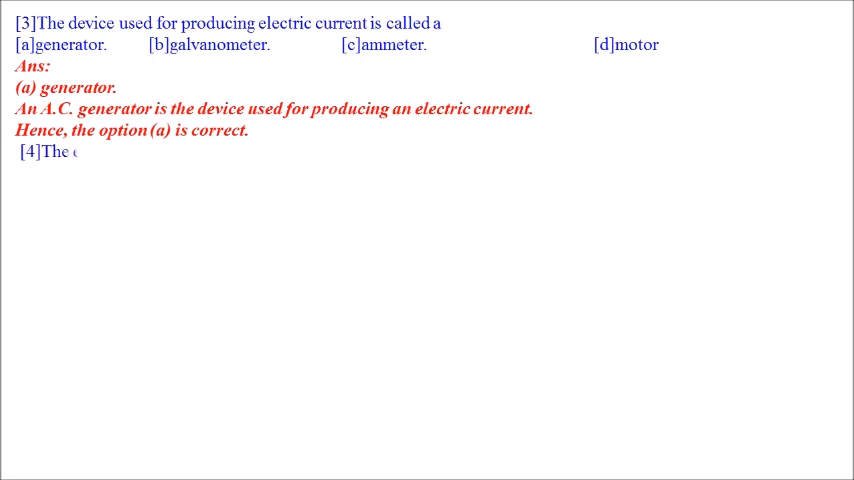 [3]The device used for producing electric current is called a
[a]generator. [b]galvanometer. [c]ammeter. [d]motor
Ans:
(a) generator.
An A.C. generator is the device used for producing an electric current.
Hence, the option (a) is correct.
[4]The